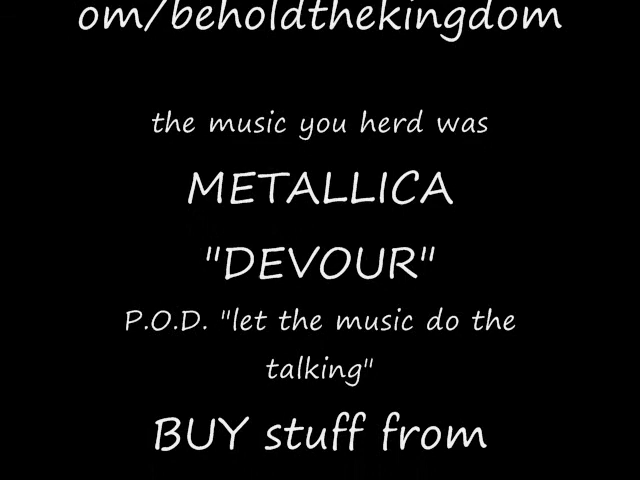 om/beholdthekingdom
the music you herd was
METALLICA
"DEVOUR"
P.O.D. "let the music do the
talking"
BUY stuff from